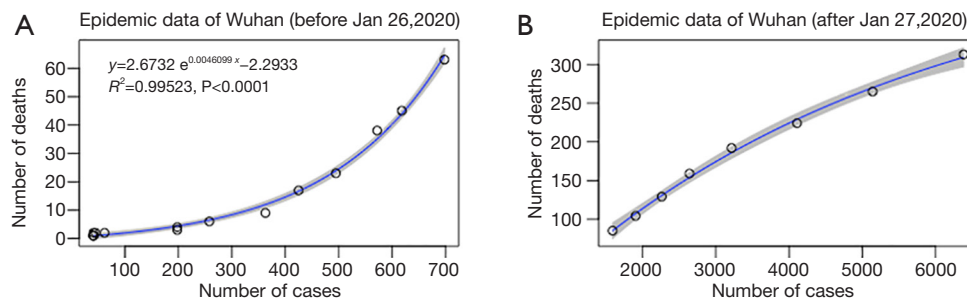 A
Epidemic data of Wuhan (before Jan 26,2020)
y=2.6732 e^0.0046099 x−2.2933
R²=0.99523, P<0.0001
Number of deaths
60
50
40
30
20
10
0
100 200 300 400 500 600 700
Number of cases
B
Epidemic data of Wuhan (after Jan 27,2020)
Number of deaths
300
250
200
150
100
2000 3000 4000 5000 6000
Number of cases